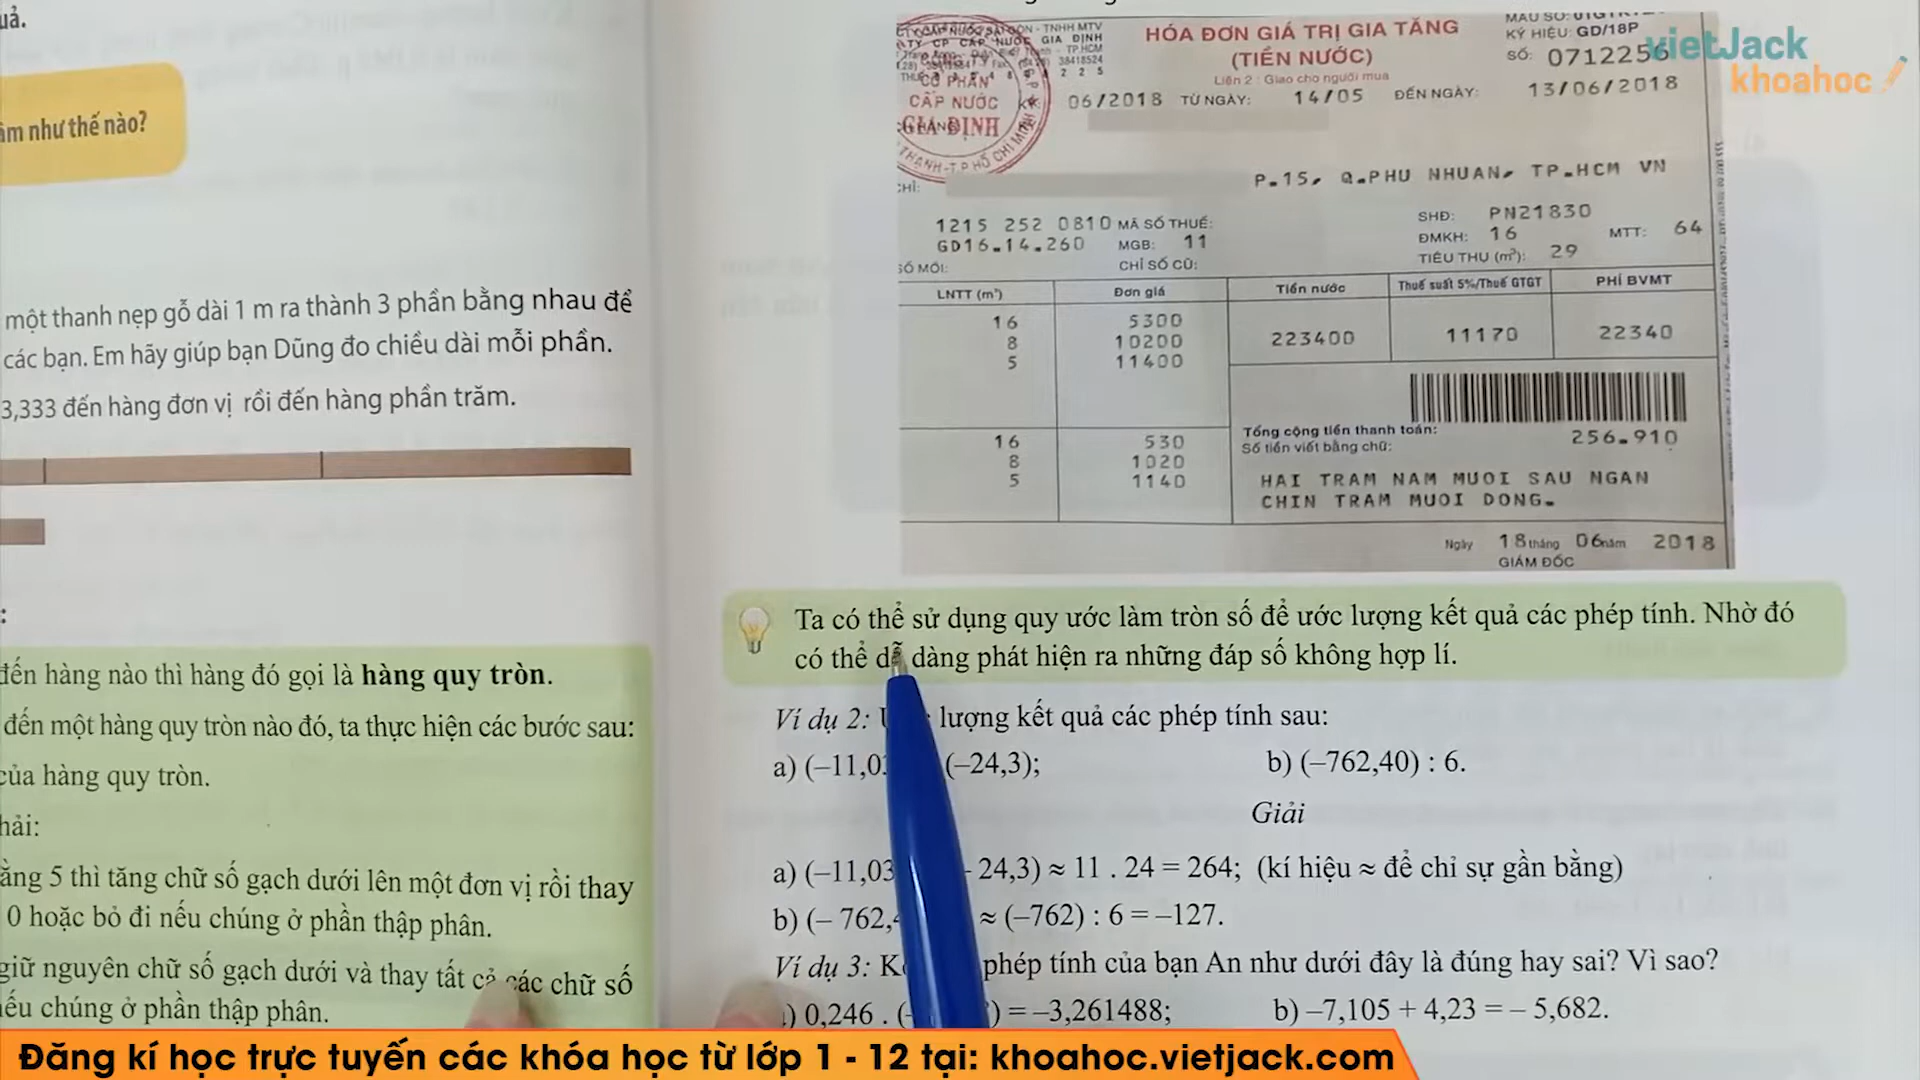 uả.
àm như thế nào?
một thanh nẹp gỗ dài 1 m ra thành 3 phần bằng nhau để
các bạn. Em hãy giúp bạn Dũng đo chiều dài mỗi phần.
3,333 đến hàng đơn vị rồi đến hàng phần trăm.
:
đến hàng nào thì hàng đó gọi là hàng quy tròn.
đến một hàng quy tròn nào đó, ta thực hiện các bước sau:
của hàng quy tròn.
hải:
ằng 5 thì tăng chữ số gạch dưới lên một đơn vị rồi thay
0 hoặc bỏ đi nếu chúng ở phần thập phân.
giữ nguyên chữ số gạch dưới và thay tất cả các chữ số
nếu chúng ở phần thập phân.
HÓA ĐƠN GIÁ TRỊ GIA TĂNG
(TIỀN NƯỚC)
Liên 2 : Giao cho người mua
KÝ HIỆU: GD/18P
SỐ: 0712256
vietJack
khoahoc
CỔ PHẦN
CẤP NƯỚC
GIA ĐỊNH
06/2018 TỪ NGÀY: 14/05 ĐẾN NGÀY: 13/06/2018
P.15, Q.PHU NHUAN, TP.HCM VN
1215 252 0810 MÃ SỐ THUẾ:
GD16.14.260 MGB: 11
SỐ MỚI: CHỈ SỐ CŨ:
SHĐ: PN21830
ĐMKH: 16 MTT: 64
TIÊU THỤ (m³): 29
LNTT (m³) Đơn giá Tiền nước Thuế suất 5%/Thuế GTGT PHÍ BVMT
16 5300
8 10200 223400 11170 22340
5 11400
16 530
8 1020
5 1140
Tổng cộng tiền thanh toán: 256.910
Số tiền viết bằng chữ:
HAI TRAM NAM MUOI SAU NGAN
CHIN TRAM MUOI DONG.
Ngày 18 tháng 06 năm 2018
GIÁM ĐỐC
Ta có thể sử dụng quy ước làm tròn số để ước lượng kết quả các phép tính. Nhờ đó
có thể dễ dàng phát hiện ra những đáp số không hợp lí.
Ví dụ 2: lượng kết quả các phép tính sau:
a) (–11,0 (–24,3); b) (–762,40) : 6.
Giải
a) (–11,03 24,3) ≈ 11 . 24 = 264; (kí hiệu ≈ để chỉ sự gần bằng)
b) (– 762, ≈ (–762) : 6 = –127.
Ví dụ 3: K phép tính của bạn An như dưới đây là đúng hay sai? Vì sao?
) 0,246 . ( ) = –3,261488; b) –7,105 + 4,23 = – 5,682.
Đăng kí học trực tuyến các khóa học từ lớp 1 - 12 tại: khoahoc.vietjack.com